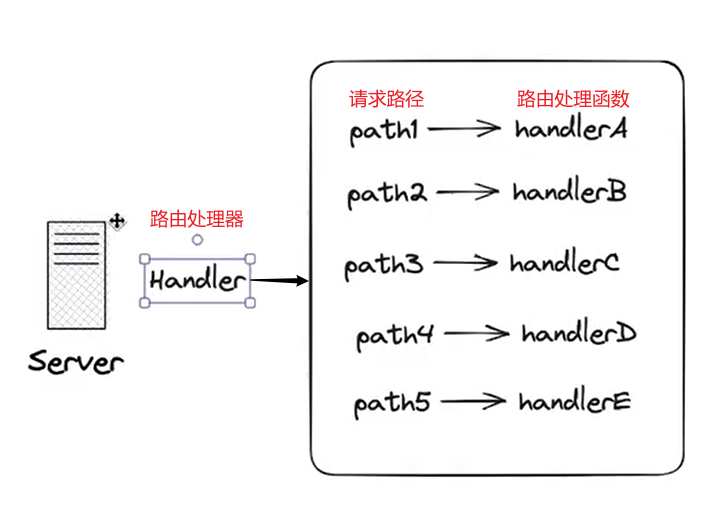 请求路径 路由处理函数
path1 handlerA
path2 handlerB
路由处理器
Handler
path3 handlerC
path4 handlerD
Server
path5 handlerE